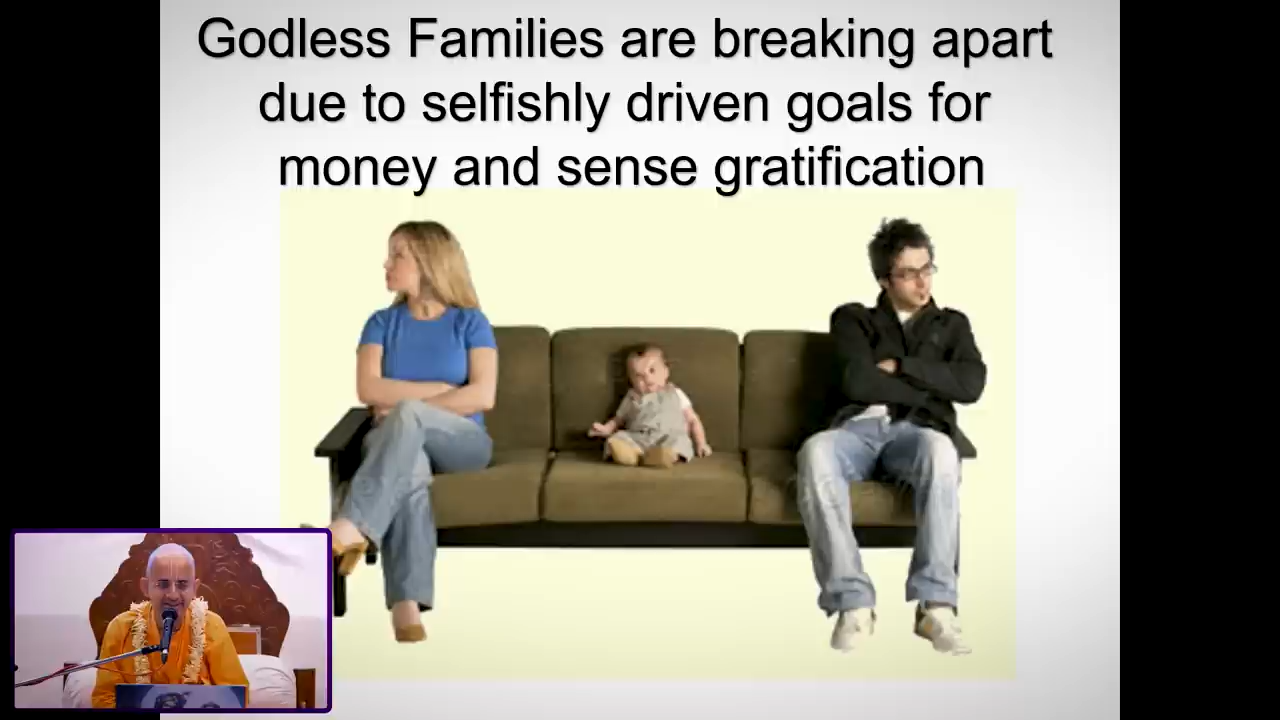 Godless Families are breaking apart
due to selfishly driven goals for
money and sense gratification